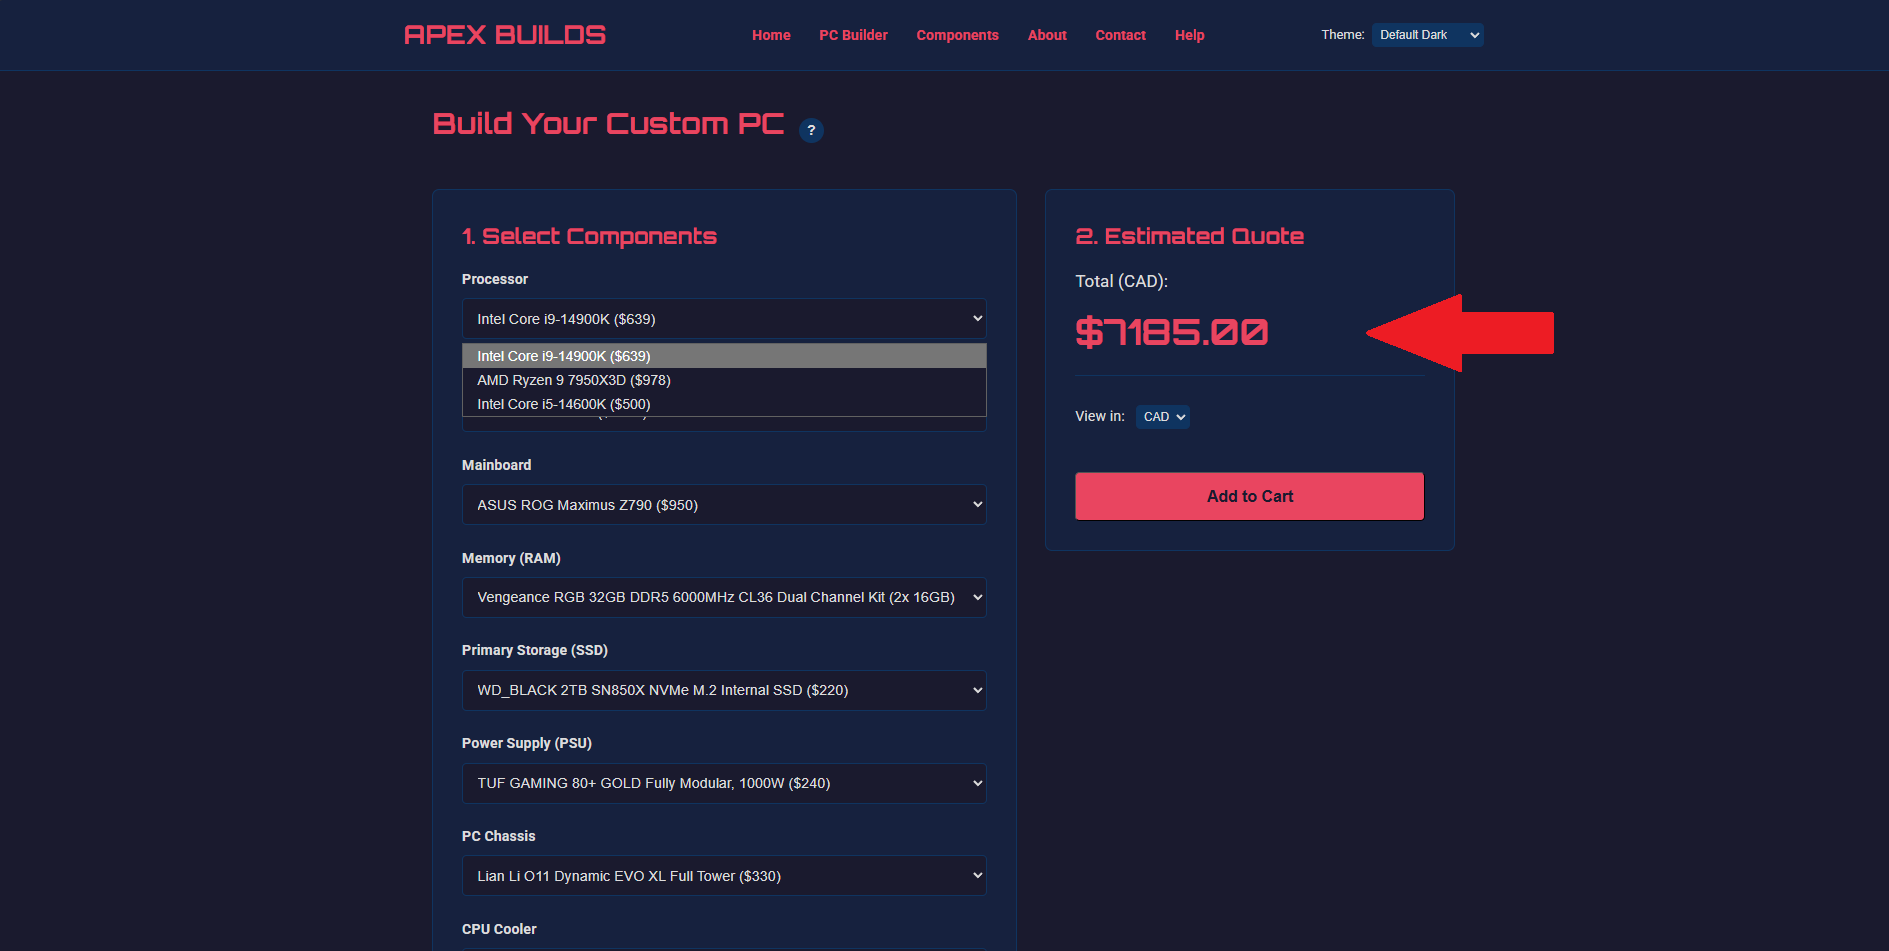 APEX BUILDS
Home PC Builder Components About Contact Help
Theme: Default Dark
Build Your Custom PC ?
1. Select Components
Processor
Intel Core i9-14900K ($639)
Intel Core i9-14900K ($639)
AMD Ryzen 9 7950X3D ($978)
Intel Core i5-14600K ($500)
Mainboard
ASUS ROG Maximus Z790 ($950)
Memory (RAM)
Vengeance RGB 32GB DDR5 6000MHz CL36 Dual Channel Kit (2x 16GB)
Primary Storage (SSD)
WD_BLACK 2TB SN850X NVMe M.2 Internal SSD ($220)
Power Supply (PSU)
TUF GAMING 80+ GOLD Fully Modular, 1000W ($240)
PC Chassis
Lian Li O11 Dynamic EVO XL Full Tower ($330)
CPU Cooler
2. Estimated Quote
Total (CAD):
$7185.00
View in: CAD
Add to Cart